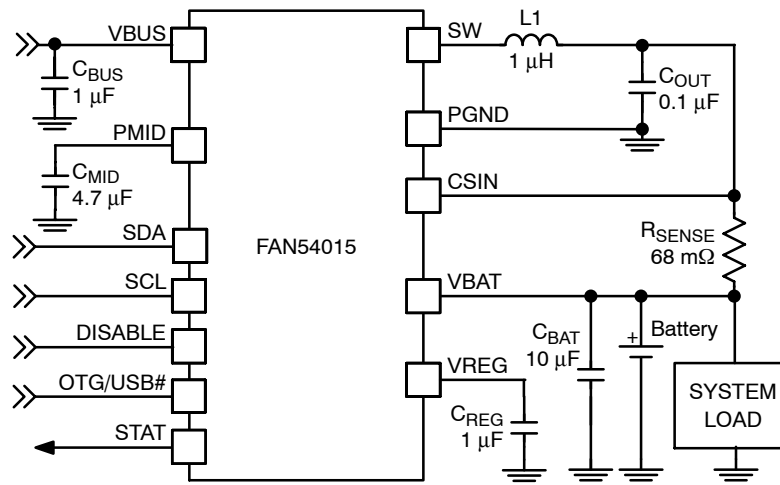 VBUS
C_BUS
1 µF
PMID
C_MID
4.7 µF
SDA
SCL
DISABLE
OTG/USB#
STAT
FAN54015
SW
L1
1 µH
C_OUT
0.1 µF
PGND
CSIN
R_SENSE
68 mΩ
VBAT
C_BAT
10 µF
+
Battery
VREG
C_REG
1 µF
SYSTEM
LOAD